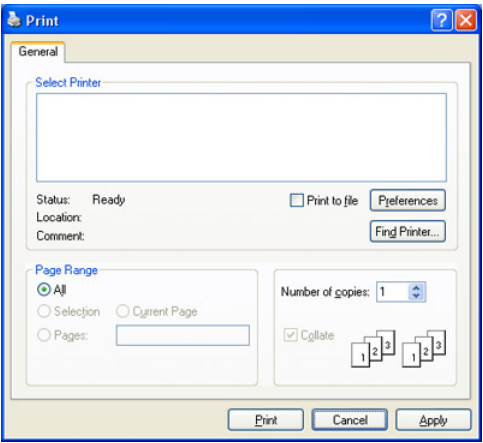 Print
General
Select Printer
Status: Ready
Location:
Comment:
Print to file
Preferences
Find Printer...
Page Range
All
Selection Current Page
Pages:
Number of copies: 1
Collate
1 2 3 1 2 3
Print Cancel Apply